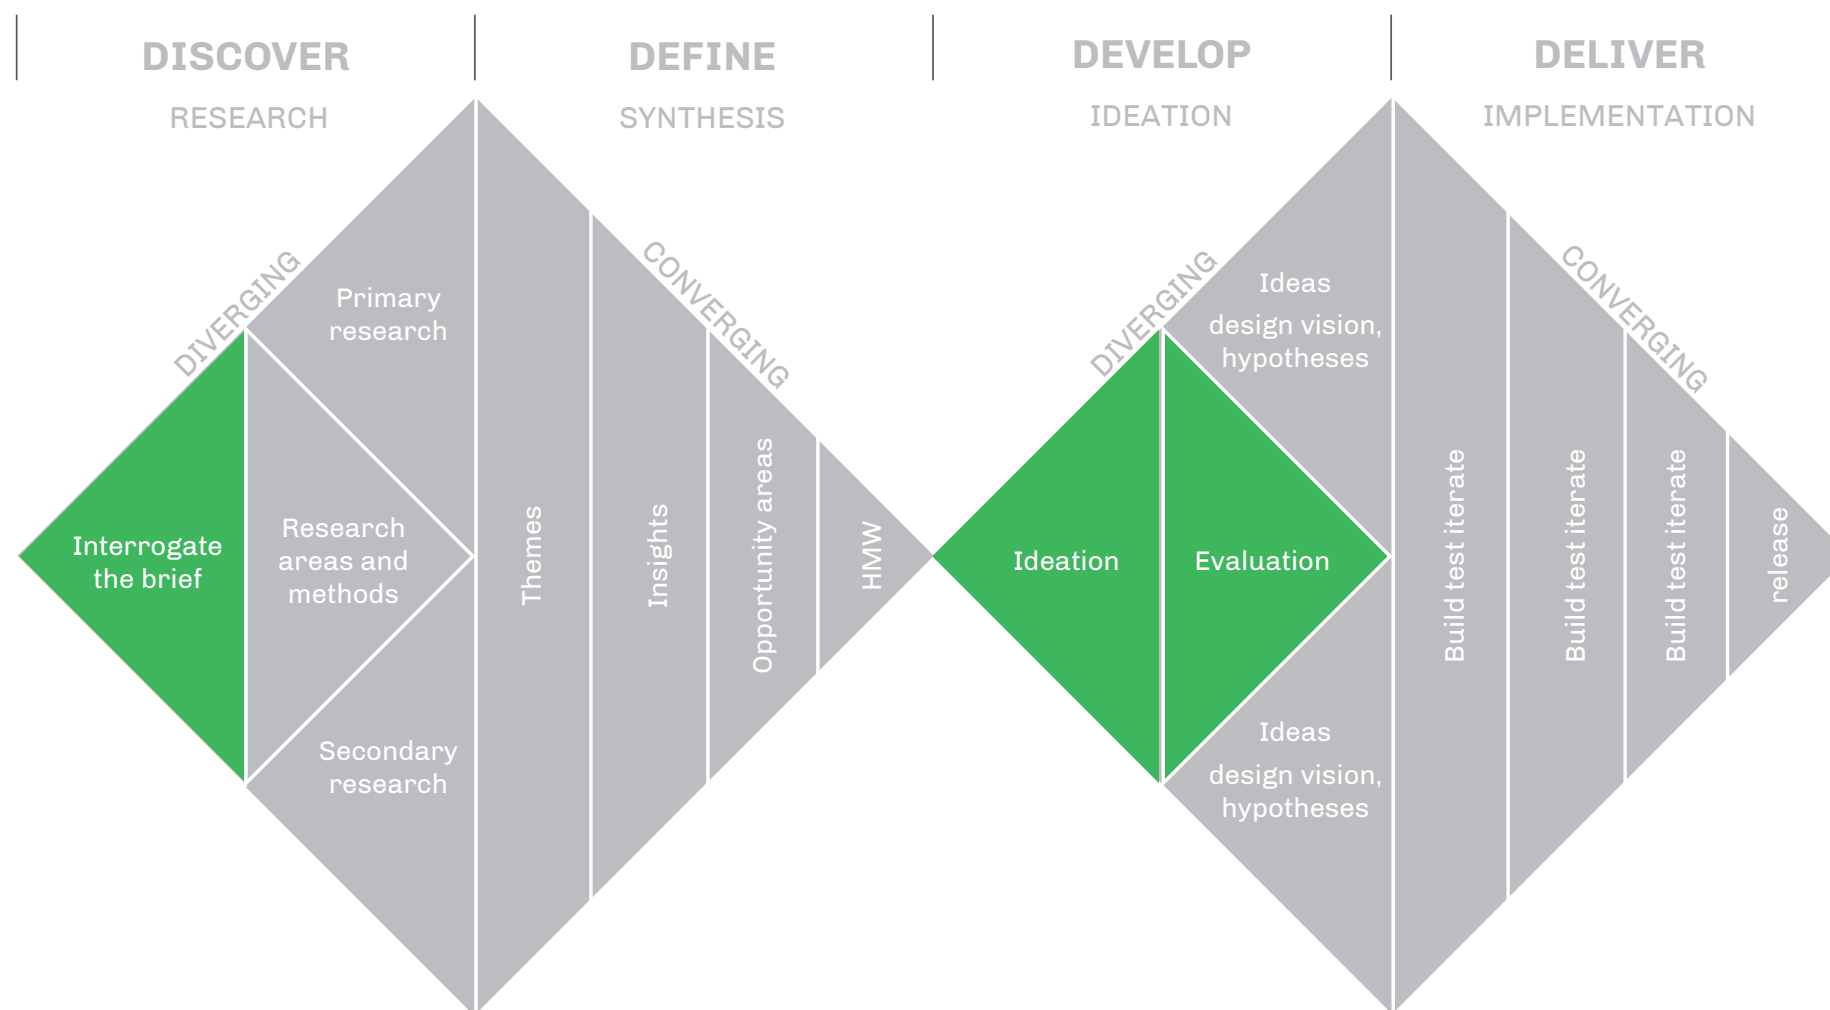 DISCOVER
RESEARCH
DEFINE
SYNTHESIS
DEVELOP
IDEATION
DELIVER
IMPLEMENTATION
DIVERGING
Interrogate
the brief
Primary
research
Research
areas and
methods
Secondary
research
CONVERGING
Themes
Insights
Opportunity areas
HMW
DIVERGING
Ideation
Evaluation
Ideas
design vision,
hypotheses
Ideas
design vision,
hypotheses
CONVERGING
Build test iterate
Build test iterate
Build test iterate
release